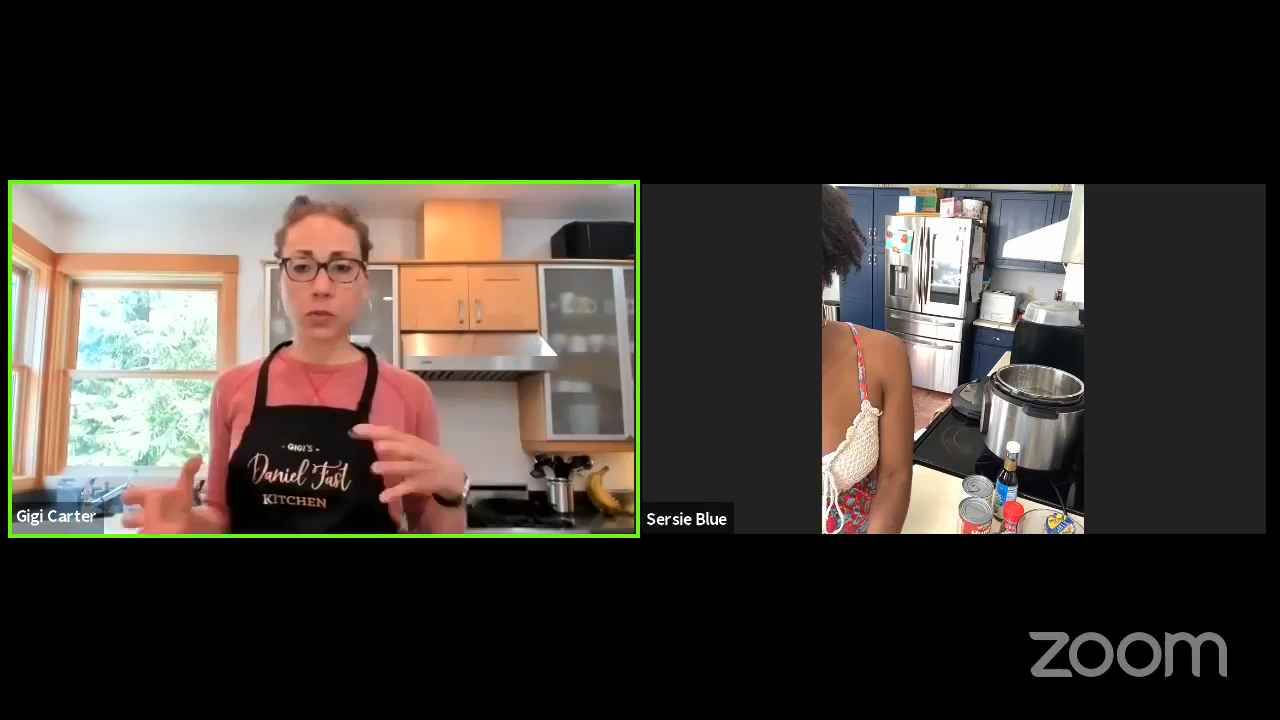 - GIGI'S -
Daniel Fast
KITCHEN
Gigi Carter
Sersie Blue
zoom